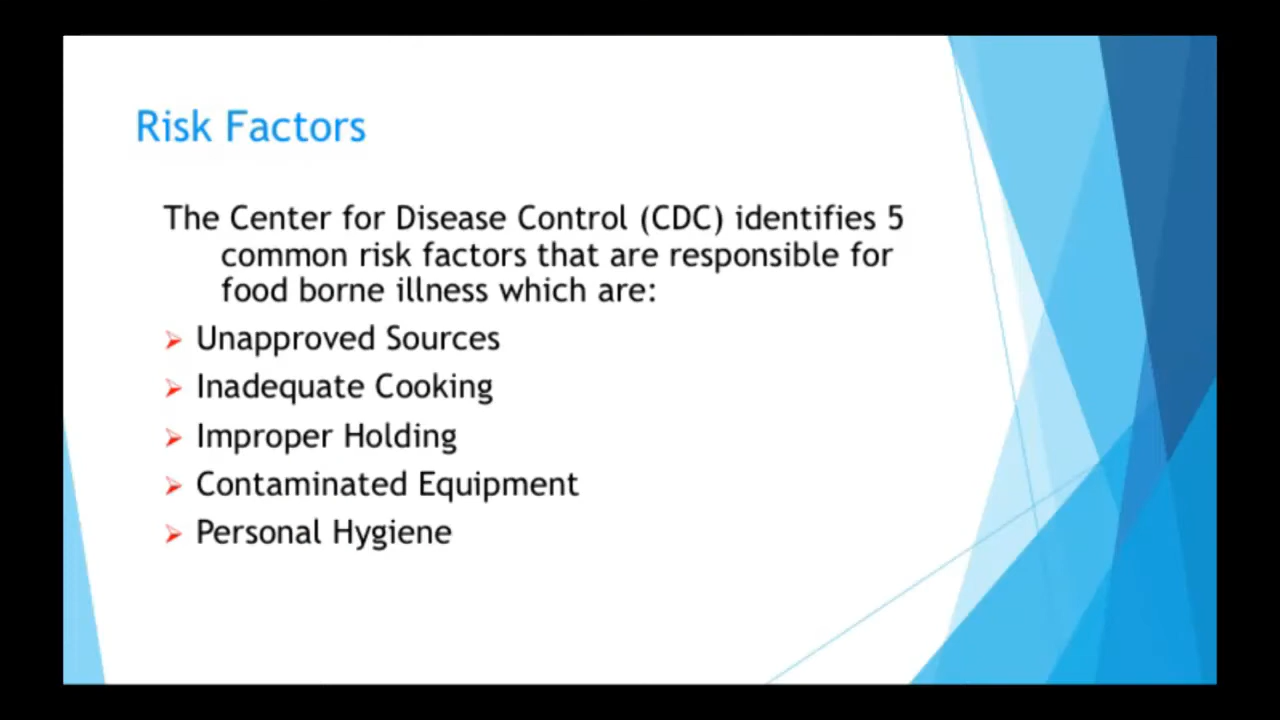 Risk Factors
The Center for Disease Control (CDC) identifies 5
common risk factors that are responsible for
food borne illness which are:
Unapproved Sources
Inadequate Cooking
Improper Holding
Contaminated Equipment
Personal Hygiene